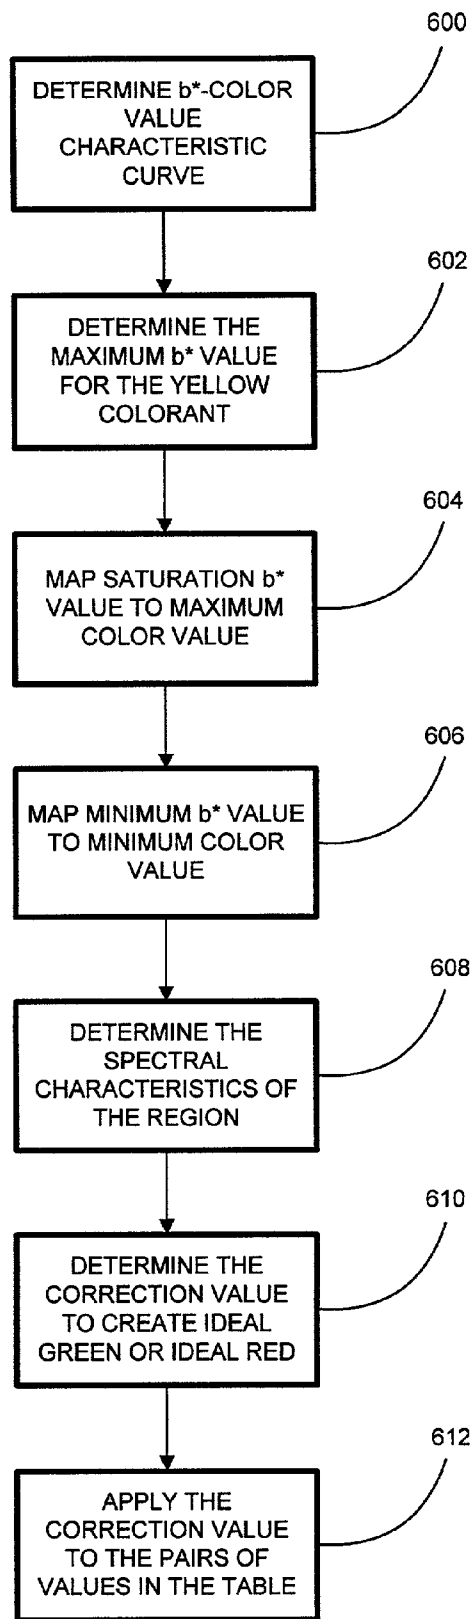 600
DETERMINE b*-COLOR
VALUE
CHARACTERISTIC
CURVE
602
DETERMINE THE
MAXIMUM b* VALUE
FOR THE YELLOW
COLORANT
604
MAP SATURATION b*
VALUE TO MAXIMUM
COLOR VALUE
606
MAP MINIMUM b* VALUE
TO MINIMUM COLOR
VALUE
608
DETERMINE THE
SPECTRAL
CHARACTERISTICS OF
THE REGION
610
DETERMINE THE
CORRECTION VALUE
TO CREATE IDEAL
GREEN OR IDEAL RED
612
APPLY THE
CORRECTION VALUE
TO THE PAIRS OF
VALUES IN THE TABLE